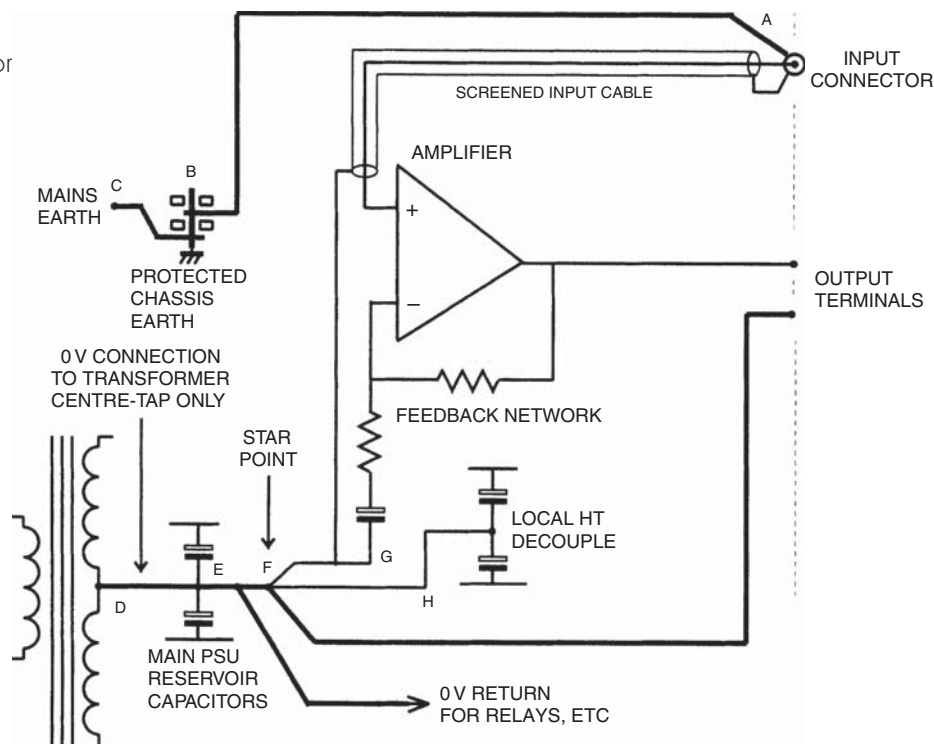 A
or
INPUT
CONNECTOR
SCREENED INPUT CABLE
AMPLIFIER
B
C
MAINS
EARTH
+
PROTECTED
CHASSIS
EARTH
OUTPUT
TERMINALS
−
0 V CONNECTION
TO TRANSFORMER
CENTRE-TAP ONLY
FEEDBACK NETWORK
STAR
POINT
LOCAL HT
DECOUPLE
G
E
F
D
H
MAIN PSU
RESERVOIR
CAPACITORS
0 V RETURN
FOR RELAYS, ETC